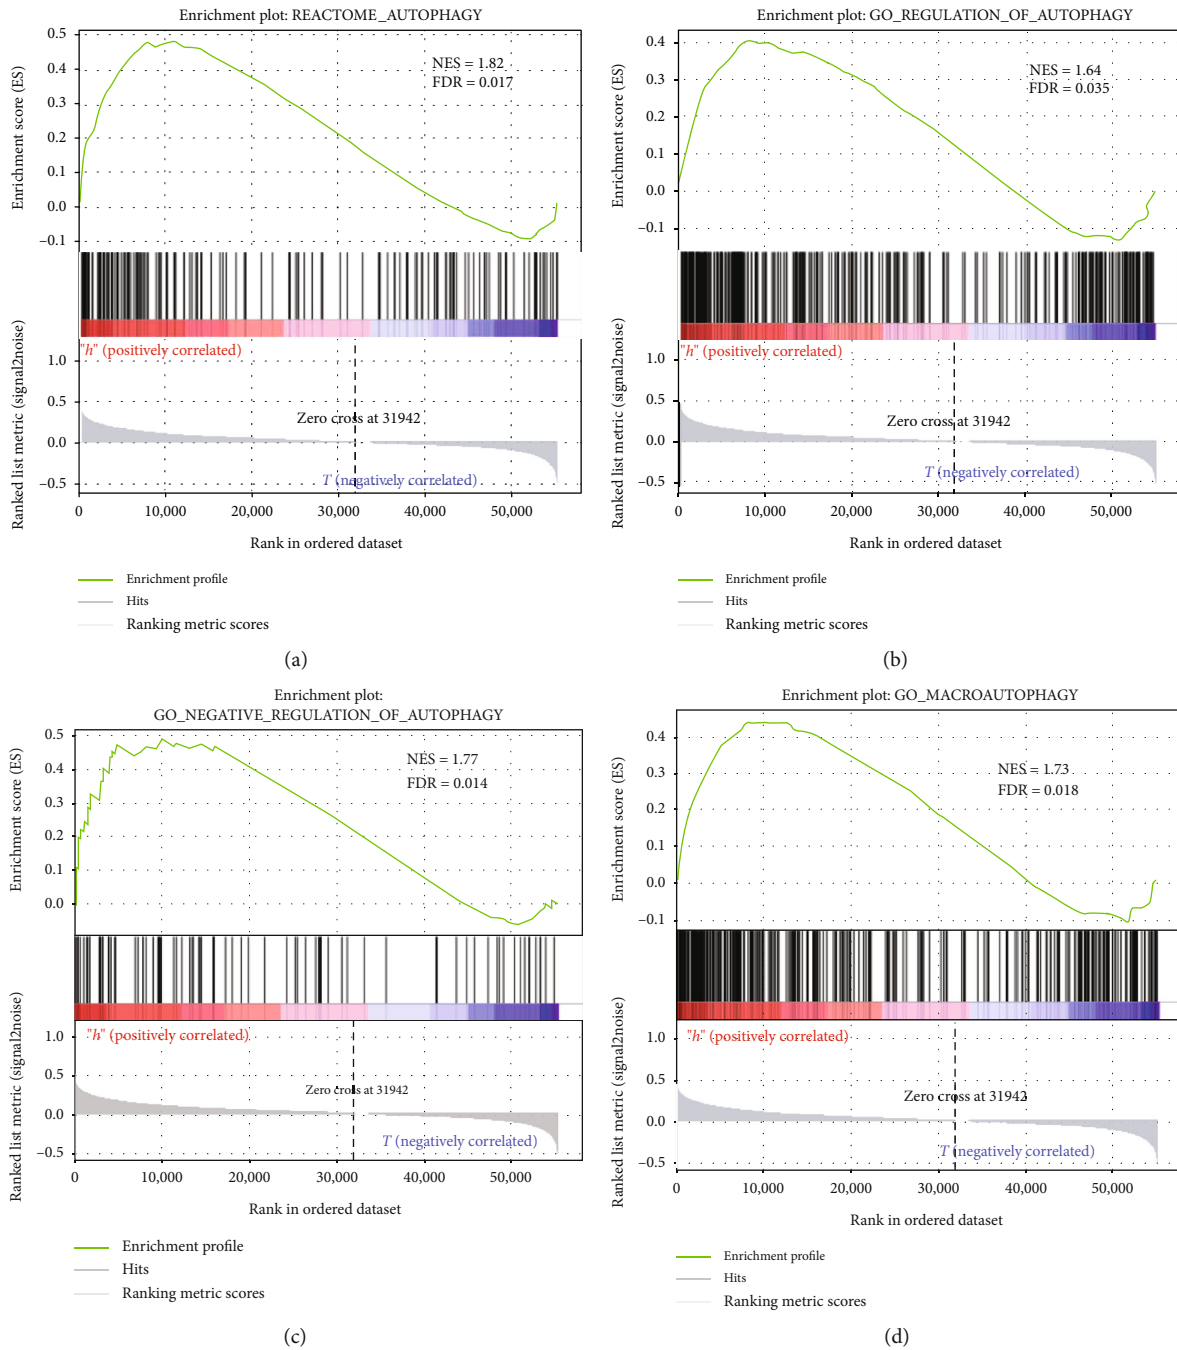 Enrichment plot: REACTOME_AUTOPHAGY
Enrichment score (ES)
0.5
0.4
0.3
0.2
0.1
0.0
−0.1
NES = 1.82
FDR = 0.017
Ranked list metric (signal2noise)
"h" (positively correlated)
1.0
0.5
0.0
−0.5
Zero cross at 31942
T (negatively correlated)
0 10,000 20,000 30,000 40,000 50,000
Rank in ordered dataset
Enrichment profile
Hits
Ranking metric scores
(a)
Enrichment plot: GO_REGULATION_OF_AUTOPHAGY
Enrichment score (ES)
0.4
0.3
0.2
0.1
0.0
−0.1
NES = 1.64
FDR = 0.035
Ranked list metric (signal2noise)
"h" (positively correlated)
1.0
0.5
0.0
−0.5
Zero cross at 31942
T (negatively correlated)
0 10,000 20,000 30,000 40,000 50,000
Rank in ordered dataset
Enrichment profile
Hits
Ranking metric scores
(b)
Enrichment plot:
GO_NEGATIVE_REGULATION_OF_AUTOPHAGY
Enrichment score (ES)
0.5
0.4
0.3
0.2
0.1
0.0
NES = 1.77
FDR = 0.014
Ranked list metric (signal2noise)
"h" (positively correlated)
1.0
0.5
0.0
−0.5
Zero cross at 31942
T (negatively correlated)
0 10,000 20,000 30,000 40,000 50,000
Rank in ordered dataset
Enrichment profile
Hits
Ranking metric scores
(c)
Enrichment plot: GO_MACROAUTOPHAGY
Enrichment score (ES)
0.4
0.3
0.2
0.1
0.0
−0.1
NES = 1.73
FDR = 0.018
Ranked list metric (signal2noise)
"h" (positively correlated)
1.0
0.5
0.0
−0.5
Zero cross at 31942
T (negatively correlated)
0 10,000 20,000 30,000 40,000 50,000
Rank in ordered dataset
Enrichment profile
Hits
Ranking metric scores
(d)